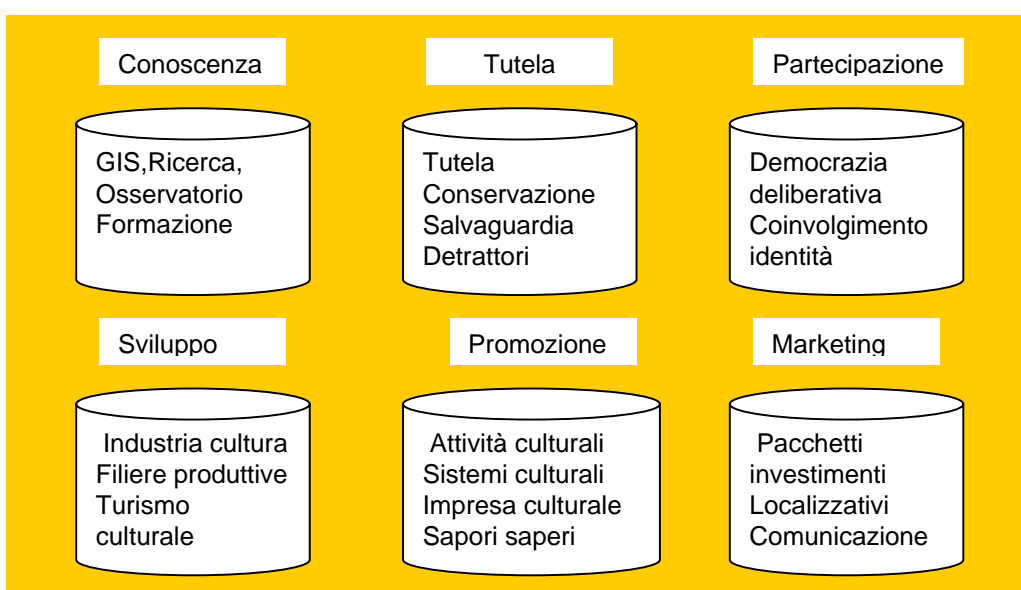 Conoscenza
GIS,Ricerca,
Osservatorio
Formazione
Tutela
Tutela
Conservazione
Salvaguardia
Detrattori
Partecipazione
Democrazia
deliberativa
Coinvolgimento
identità
Sviluppo
Industria cultura
Filiere produttive
Turismo
culturale
Promozione
Attività culturali
Sistemi culturali
Impresa culturale
Sapori saperi
Marketing
Pacchetti
investimenti
Localizzativi
Comunicazione